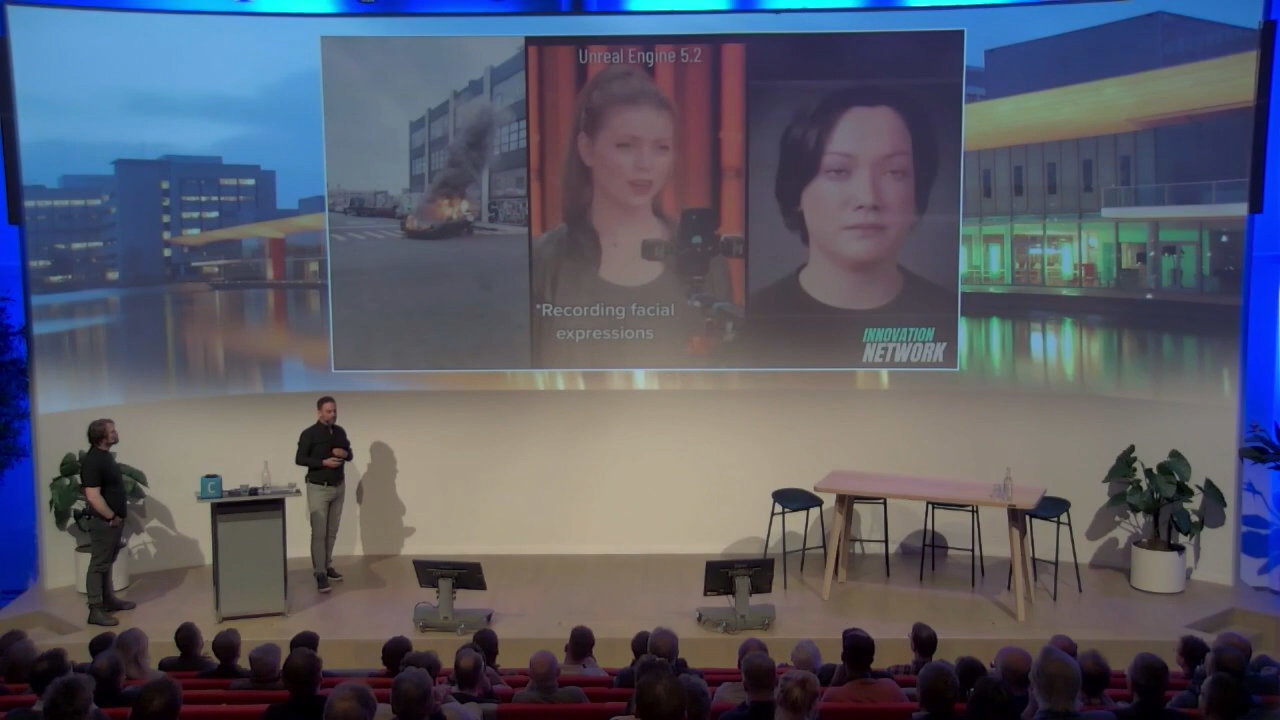 Unreal Engine 5.2
*Recording facial
expressions
INNOVATION
NETWORK
C